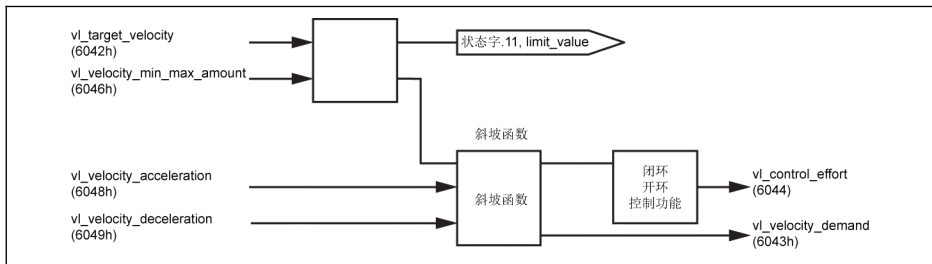 vl_target_velocity
(6042h)
状态字.11, limit_value
vl_velocity_min_max_amount
(6046h)
斜坡函数
vl_velocity_acceleration
(6048h)
vl_velocity_deceleration
(6049h)
斜坡函数
闭环
开环
控制功能
vl_control_effort
(6044)
vl_velocity_demand
(6043h)